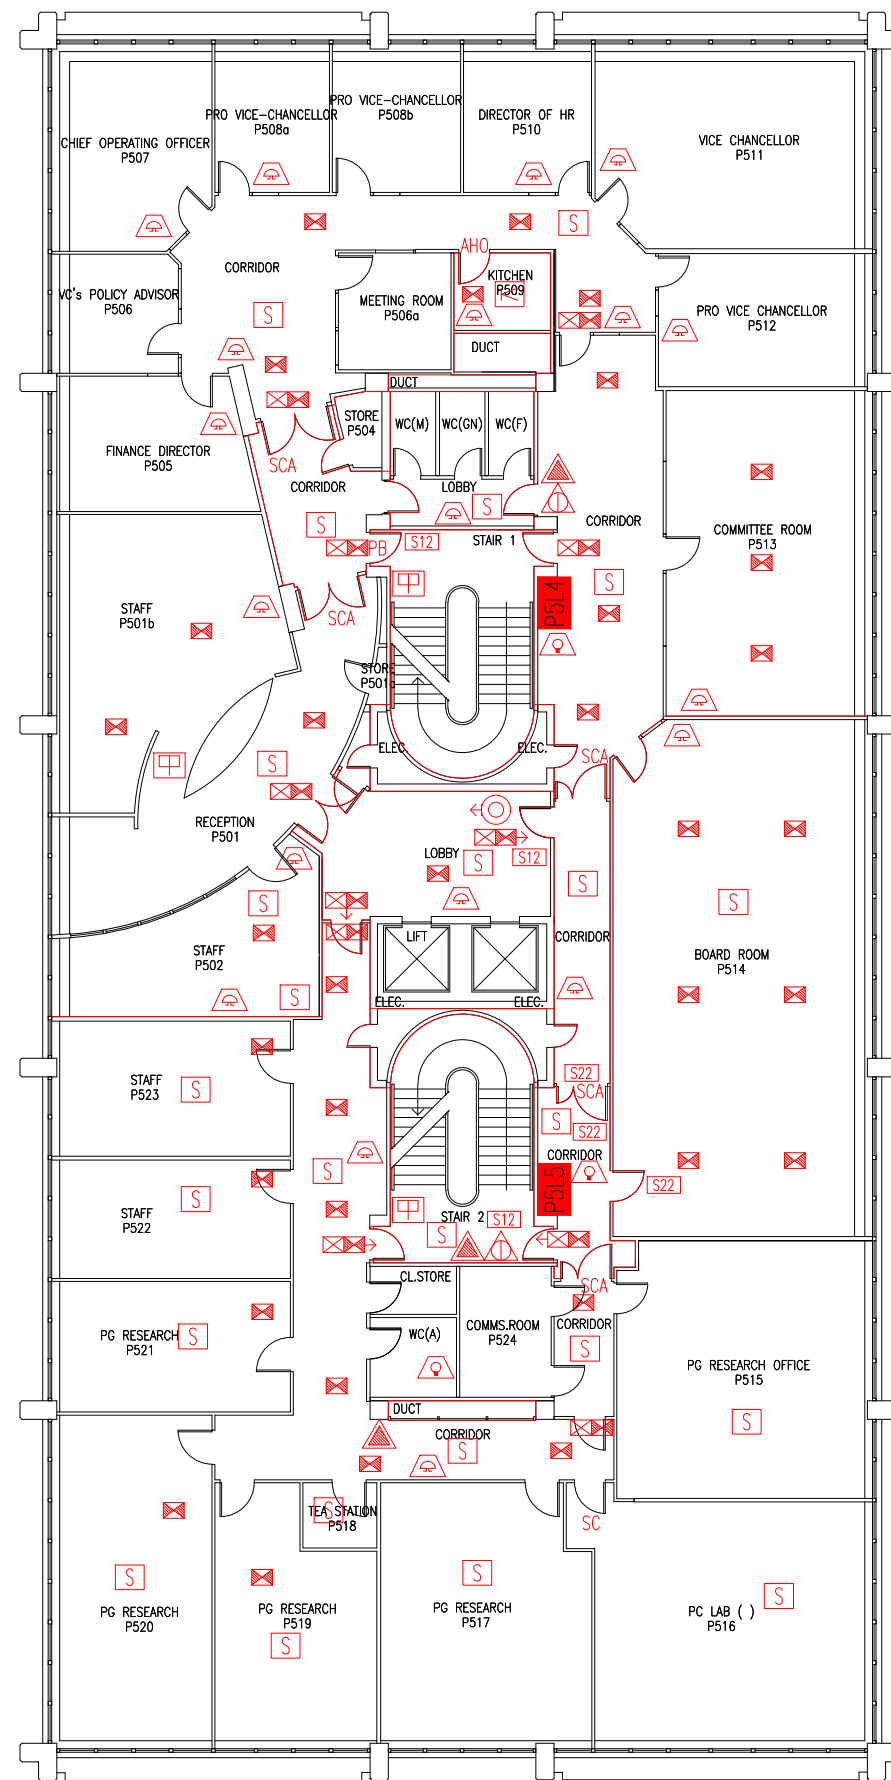 PRO VICE-CHANCELLOR
P508b
PRO VICE-CHANCELLOR
P508a
DIRECTOR OF HR
P510
CHIEF OPERATING OFFICER
P507
VICE CHANCELLOR
P511
S
AHO
CORRIDOR
KITCHEN
P509
VC's POLICY ADVISOR
P506
MEETING ROOM
P506a
PRO VICE CHANCELLOR
P512
S
DUCT
DUCT
STORE
P504
WC(M)
WC(GN)
WC(F)
FINANCE DIRECTOR
P505
SCA
CORRIDOR
LOBBY
S
S
CORRIDOR
COMMITTEE ROOM
P513
PB
S12
STAIR 1
S
P5L4
STAFF
P501b
SCA
STORE
P501a
ELEC.
ELEC.
SCA
S
RECEPTION
P501
LOBBY
S
S12
S
S
S
STAFF
P502
LIFT
CORRIDOR
BOARD ROOM
P514
S
ELEC.
ELEC.
STAFF
P523
S
S22
SCA
S
S22
CORRIDOR
S
S
S22
P5L5
STAFF
P522
STAIR 2
S12
S
CL.STORE
SCA
PG RESEARCH
P521
S
WC(A)
COMMS.ROOM
P524
CORRIDOR
S
PG RESEARCH OFFICE
P515
S
DUCT
CORRIDOR
S
TEA STATION
P518
S
SC
S
S
S
PG RESEARCH
P520
PG RESEARCH
P519
S
PG RESEARCH
P517
PC LAB ( )
P516